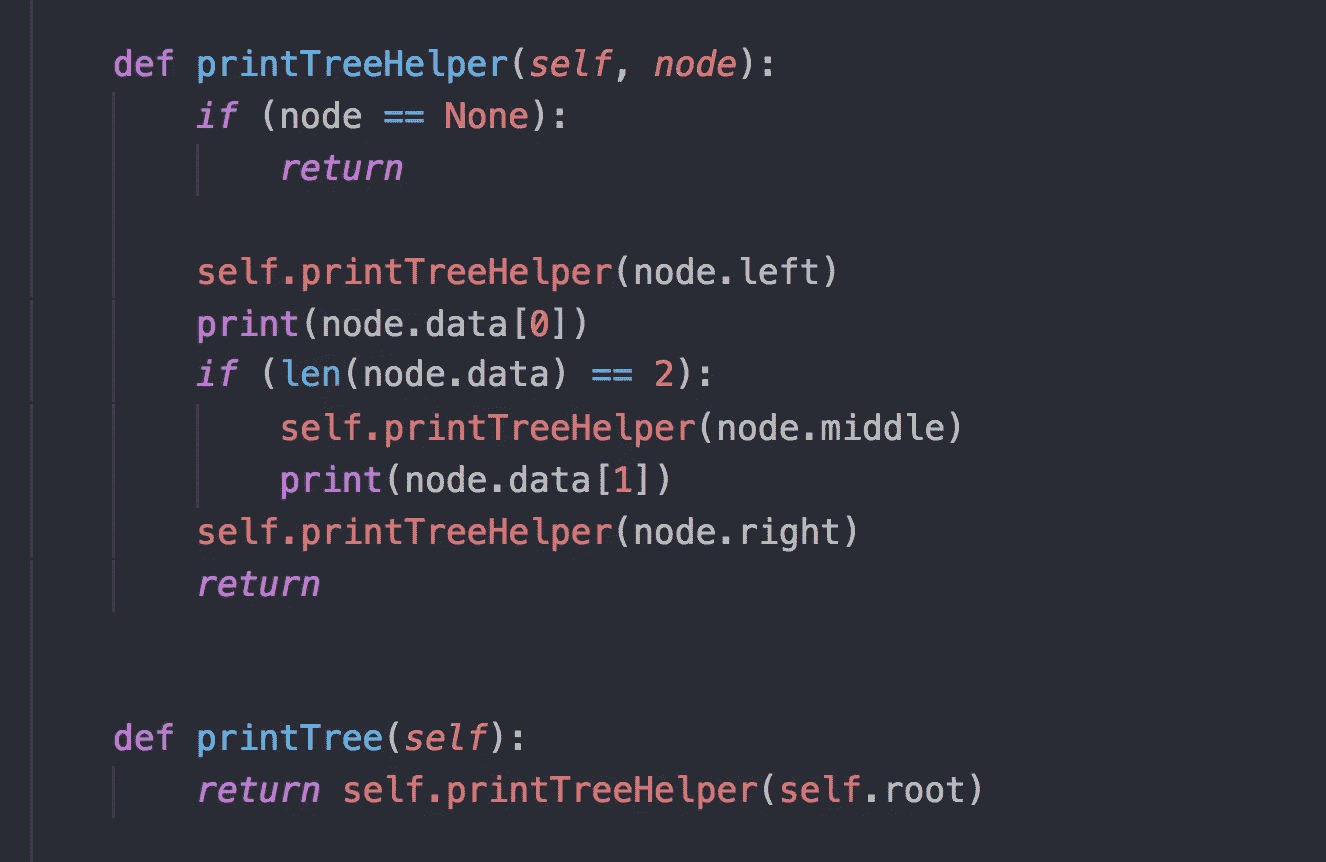 def printTreeHelper(self, node):
    if (node == None):
        return

    self.printTreeHelper(node.left)
    print(node.data[0])
    if (len(node.data) == 2):
        self.printTreeHelper(node.middle)
        print(node.data[1])
    self.printTreeHelper(node.right)
    return


def printTree(self):
    return self.printTreeHelper(self.root)